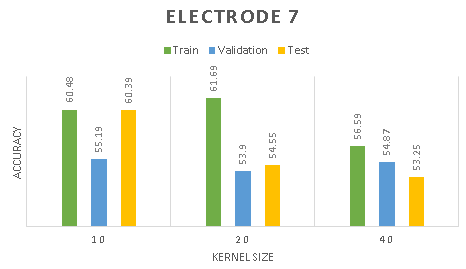 ELECTRODE 7
Train Validation Test
ACCURACY
60.48
55.19
60.39
61.69
53.9
54.55
56.59
54.87
53.25
10 20 40
KERNEL SIZE